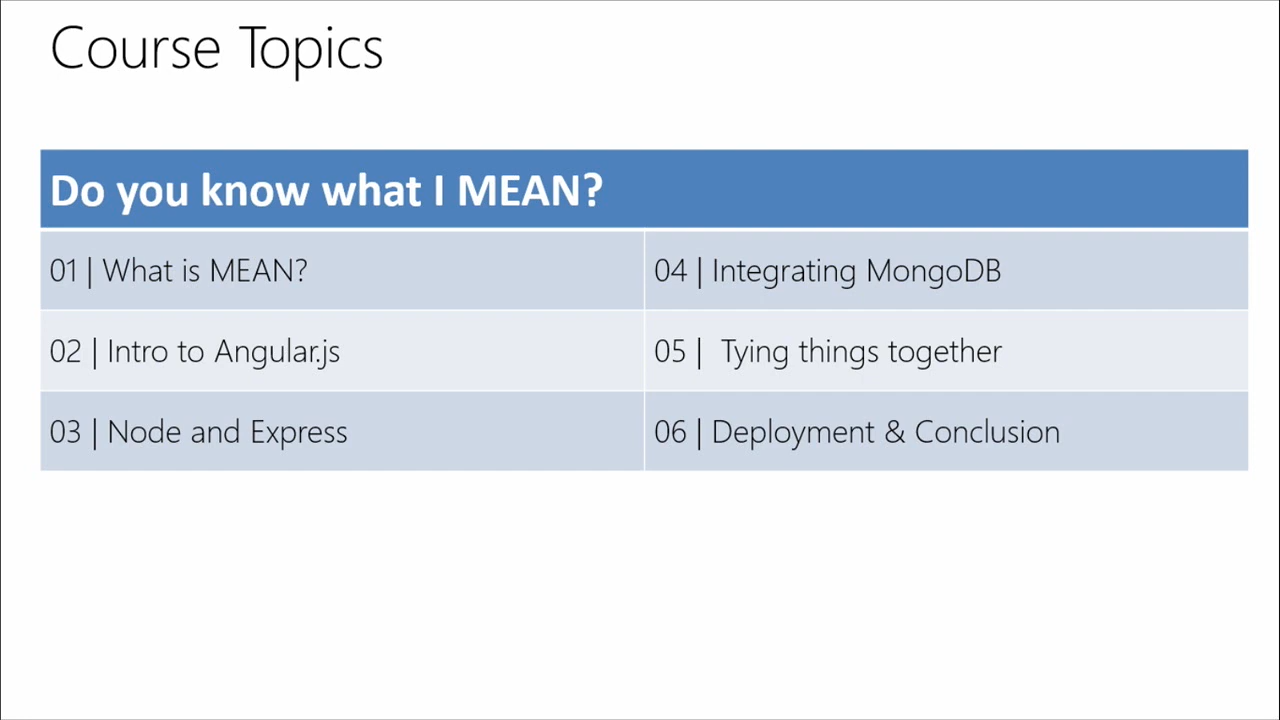 Course Topics
Do you know what I MEAN?
01 | What is MEAN?
04 | Integrating MongoDB
02 | Intro to Angular.js
05 |  Tying things together
03 | Node and Express
06 | Deployment & Conclusion